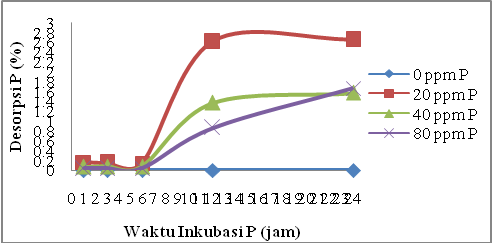 3
2.8
2.6
2.4
2.2
2
1.8
1.6
1.4
1.2
1
0.8
0.6
0.4
0.2
0
0 1 2 3 4 5 6 7 8 9 10 11 12 13 14 15 16 17 18 19 20 21 22 23 24
Desorpsi P (%)
Waktu Inkubasi P (jam)
0 ppm P
20 ppm P
40 ppm P
80 ppm P